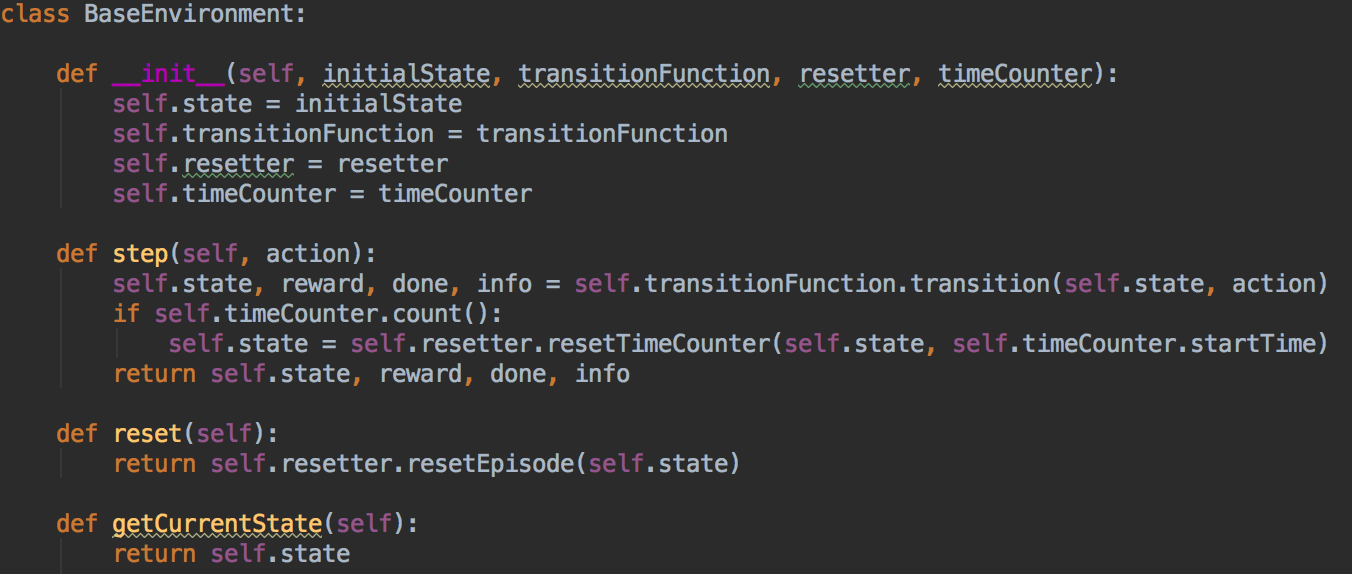 class BaseEnvironment:
def __init__(self, initialState, transitionFunction, resetter, timeCounter):
self.state = initialState
self.transitionFunction = transitionFunction
self.resetter = resetter
self.timeCounter = timeCounter
def step(self, action):
self.state, reward, done, info = self.transitionFunction.transition(self.state, action)
if self.timeCounter.count():
self.state = self.resetter.resetTimeCounter(self.state, self.timeCounter.startTime)
return self.state, reward, done, info
def reset(self):
return self.resetter.resetEpisode(self.state)
def getCurrentState(self):
return self.state